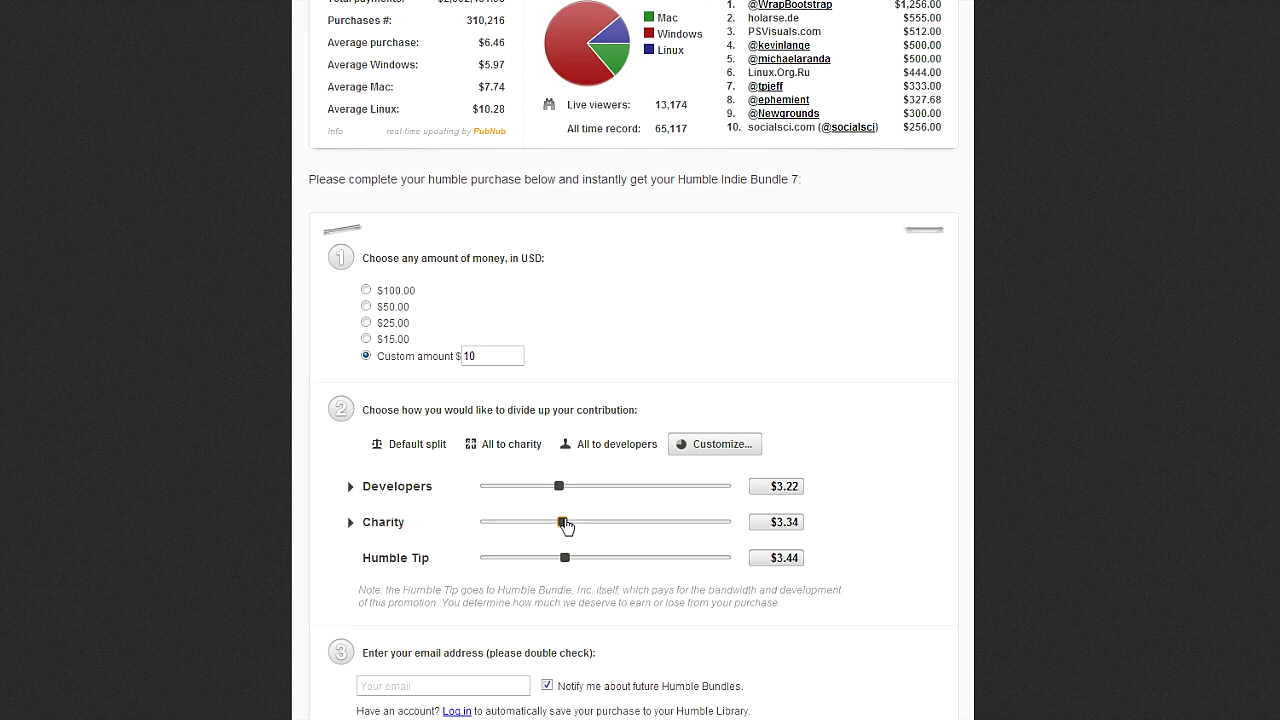 Purchases #: 310,216
Average purchase: $6.46
Average Windows: $5.97
Average Mac: $7.74
Average Linux: $10.28
info real-time updating by PubNub
Mac
Windows
Linux
Live viewers: 13,174
All time record: 65,117
1. @WrapBootstrap $1,256.00
2. holarse.de $555.00
3. PSVisuals.com $512.00
4. @kevinlange $500.00
5. @michaelaranda $500.00
6. Linux.Org.Ru $444.00
7. @tpjeff $333.00
8. @ephemient $327.68
9. @Newgrounds $300.00
10. socialsci.com (@socialsci) $256.00
Please complete your humble purchase below and instantly get your Humble Indie Bundle 7:
1 Choose any amount of money, in USD:
$100.00
$50.00
$25.00
$15.00
Custom amount $ 10
2 Choose how you would like to divide up your contribution:
Default split All to charity All to developers Customize...
Developers $3.22
Charity $3.34
Humble Tip $3.44
Note: the Humble Tip goes to Humble Bundle, Inc. itself, which pays for the bandwidth and development
of this promotion. You determine how much we deserve to earn or lose from your purchase.
3 Enter your email address (please double check):
Your email Notify me about future Humble Bundles.
Have an account? Log in to automatically save your purchase to your Humble Library.